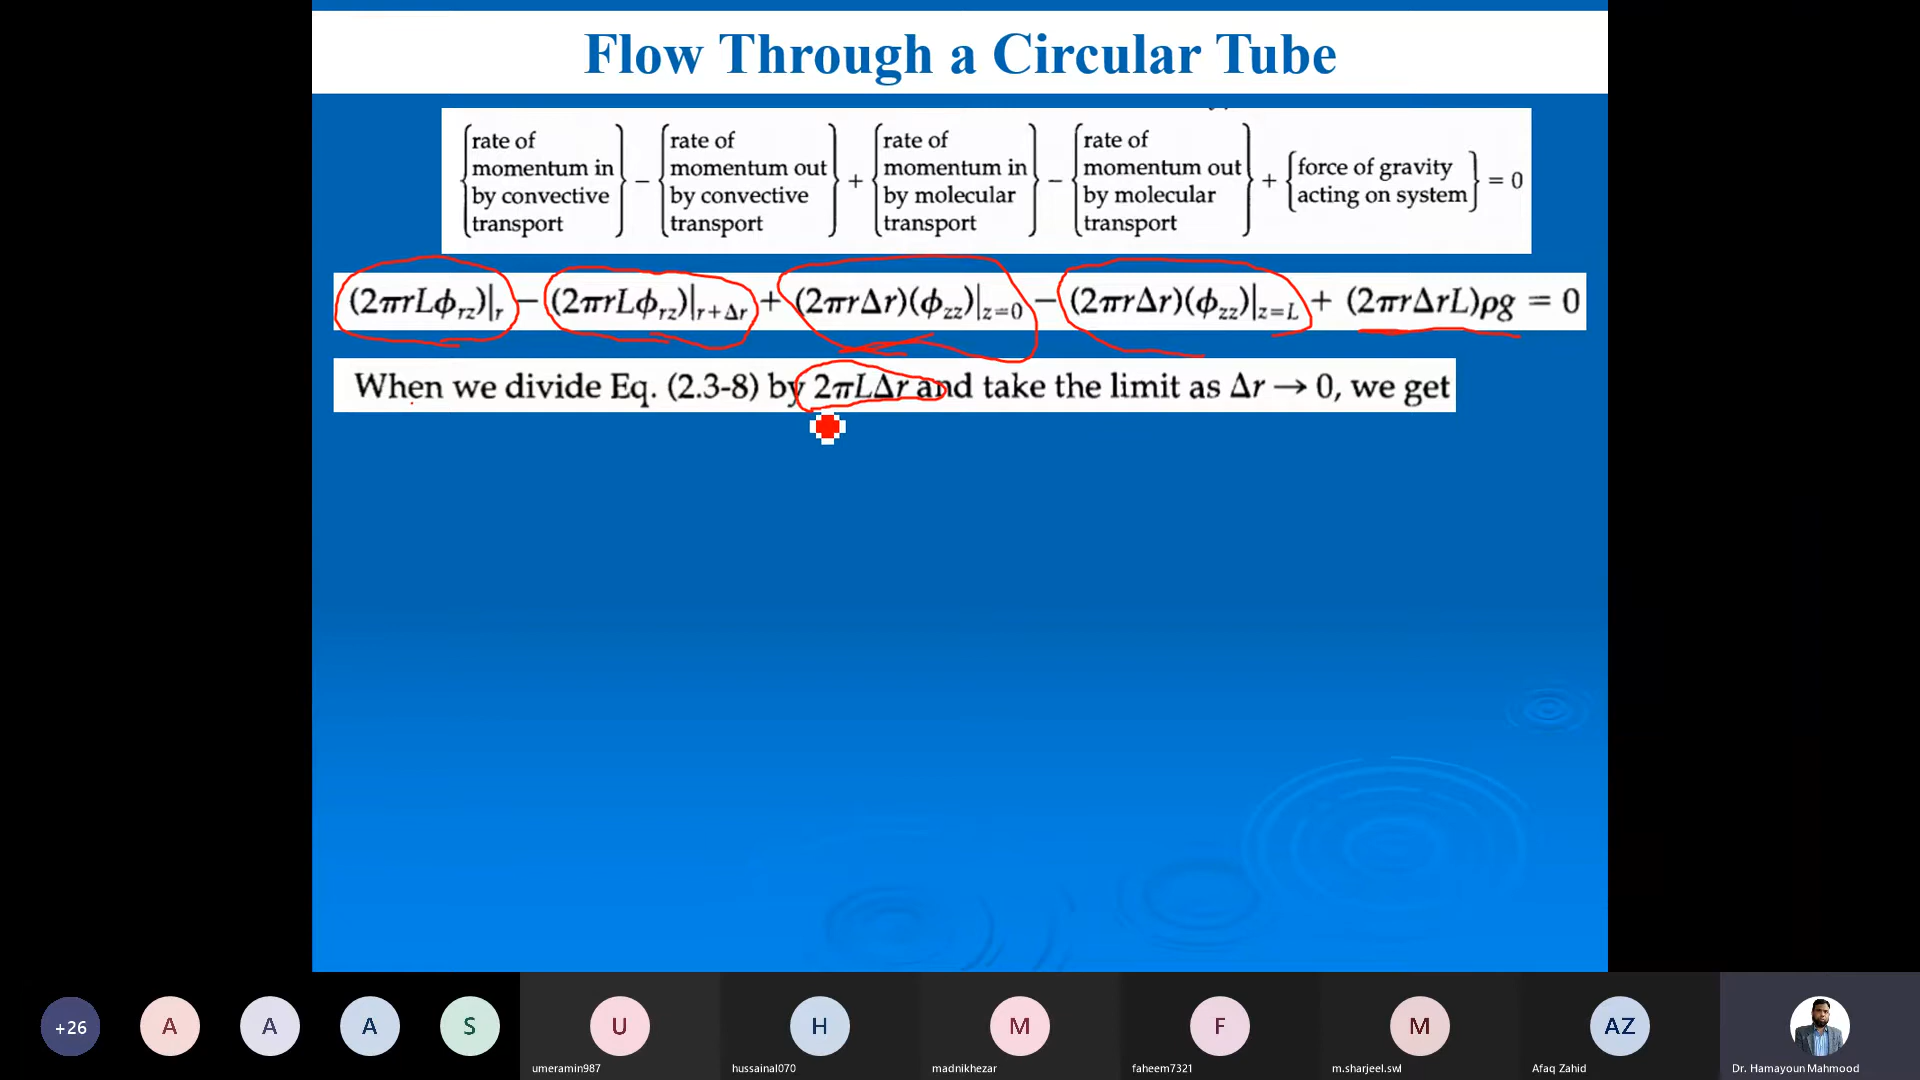 Flow Through a Circular Tube
{rate of momentum in by convective transport} − {rate of momentum out by convective transport} + {rate of momentum in by molecular transport} − {rate of momentum out by molecular transport} + {force of gravity acting on system} = 0
(2πrLϕ_rz)|_r − (2πrLϕ_rz)|_{r+Δr} + (2πrΔr)(ϕ_zz)|_{z=0} − (2πrΔr)(ϕ_zz)|_{z=L} + (2πrΔrL)ρg = 0
When we divide Eq. (2.3-8) by 2πLΔr and take the limit as Δr → 0, we get
+26 A A A S U H M F M AZ
umeramin987 hussainal070 madnikhezar faheem7321 m.sharjeel.swl Afaq Zahid Dr. Hamayoun Mahmood